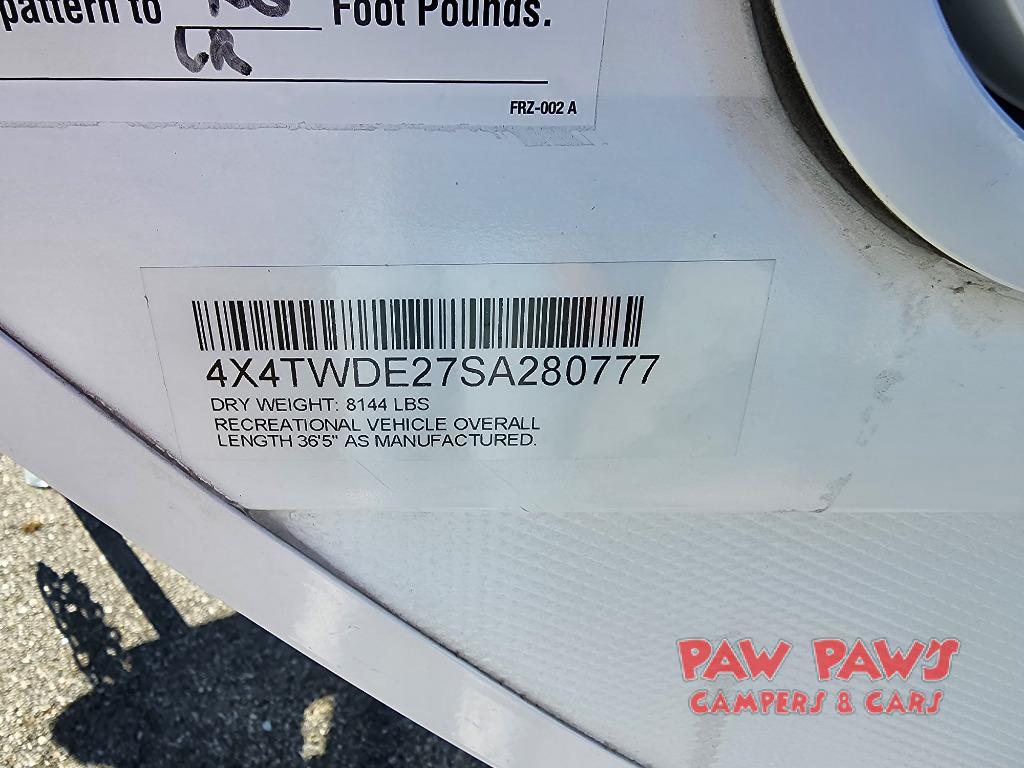 pattern to Foot Pounds.
CR
FRZ-002 A
4X4TWDE27SA280777
DRY WEIGHT: 8144 LBS
RECREATIONAL VEHICLE OVERALL
LENGTH 36'5" AS MANUFACTURED.
PAW PAW'S
CAMPERS & CARS